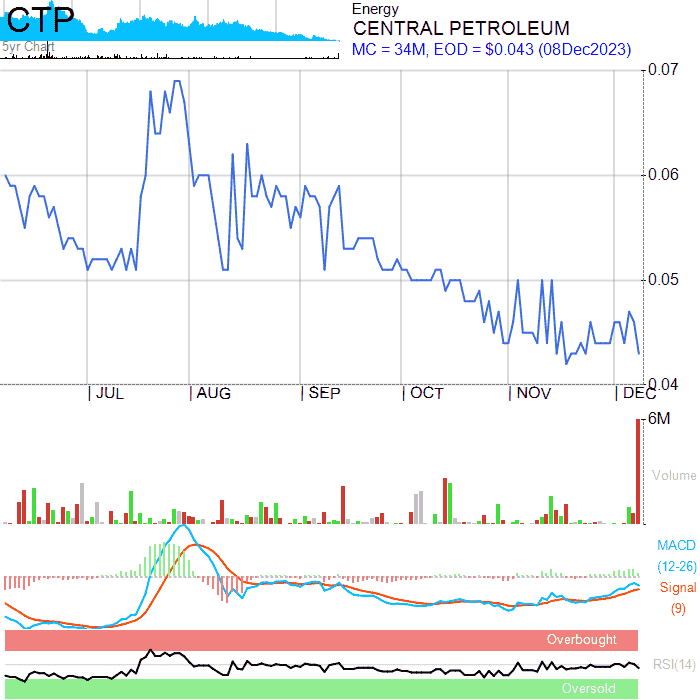 CTP
5yr Chart
Energy
CENTRAL PETROLEUM
MC = 34M, EOD = $0.043 (08Dec2023)
0.07
0.06
0.05
0.04
JUL AUG SEP OCT NOV DEC
6M
Volume
MACD
(12-26)
Signal
(9)
Overbought
RSI(14)
Oversold